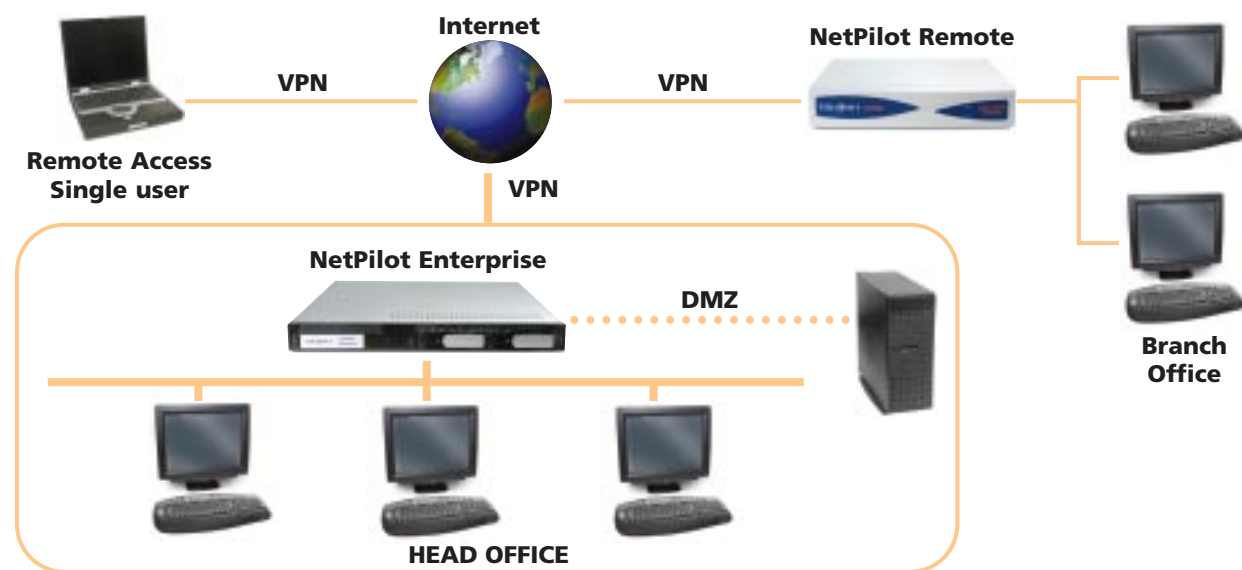 Internet
NetPilot Remote
VPN
VPN
Remote Access
Single user
VPN
NetPilot Enterprise
DMZ
Branch
Office
HEAD OFFICE